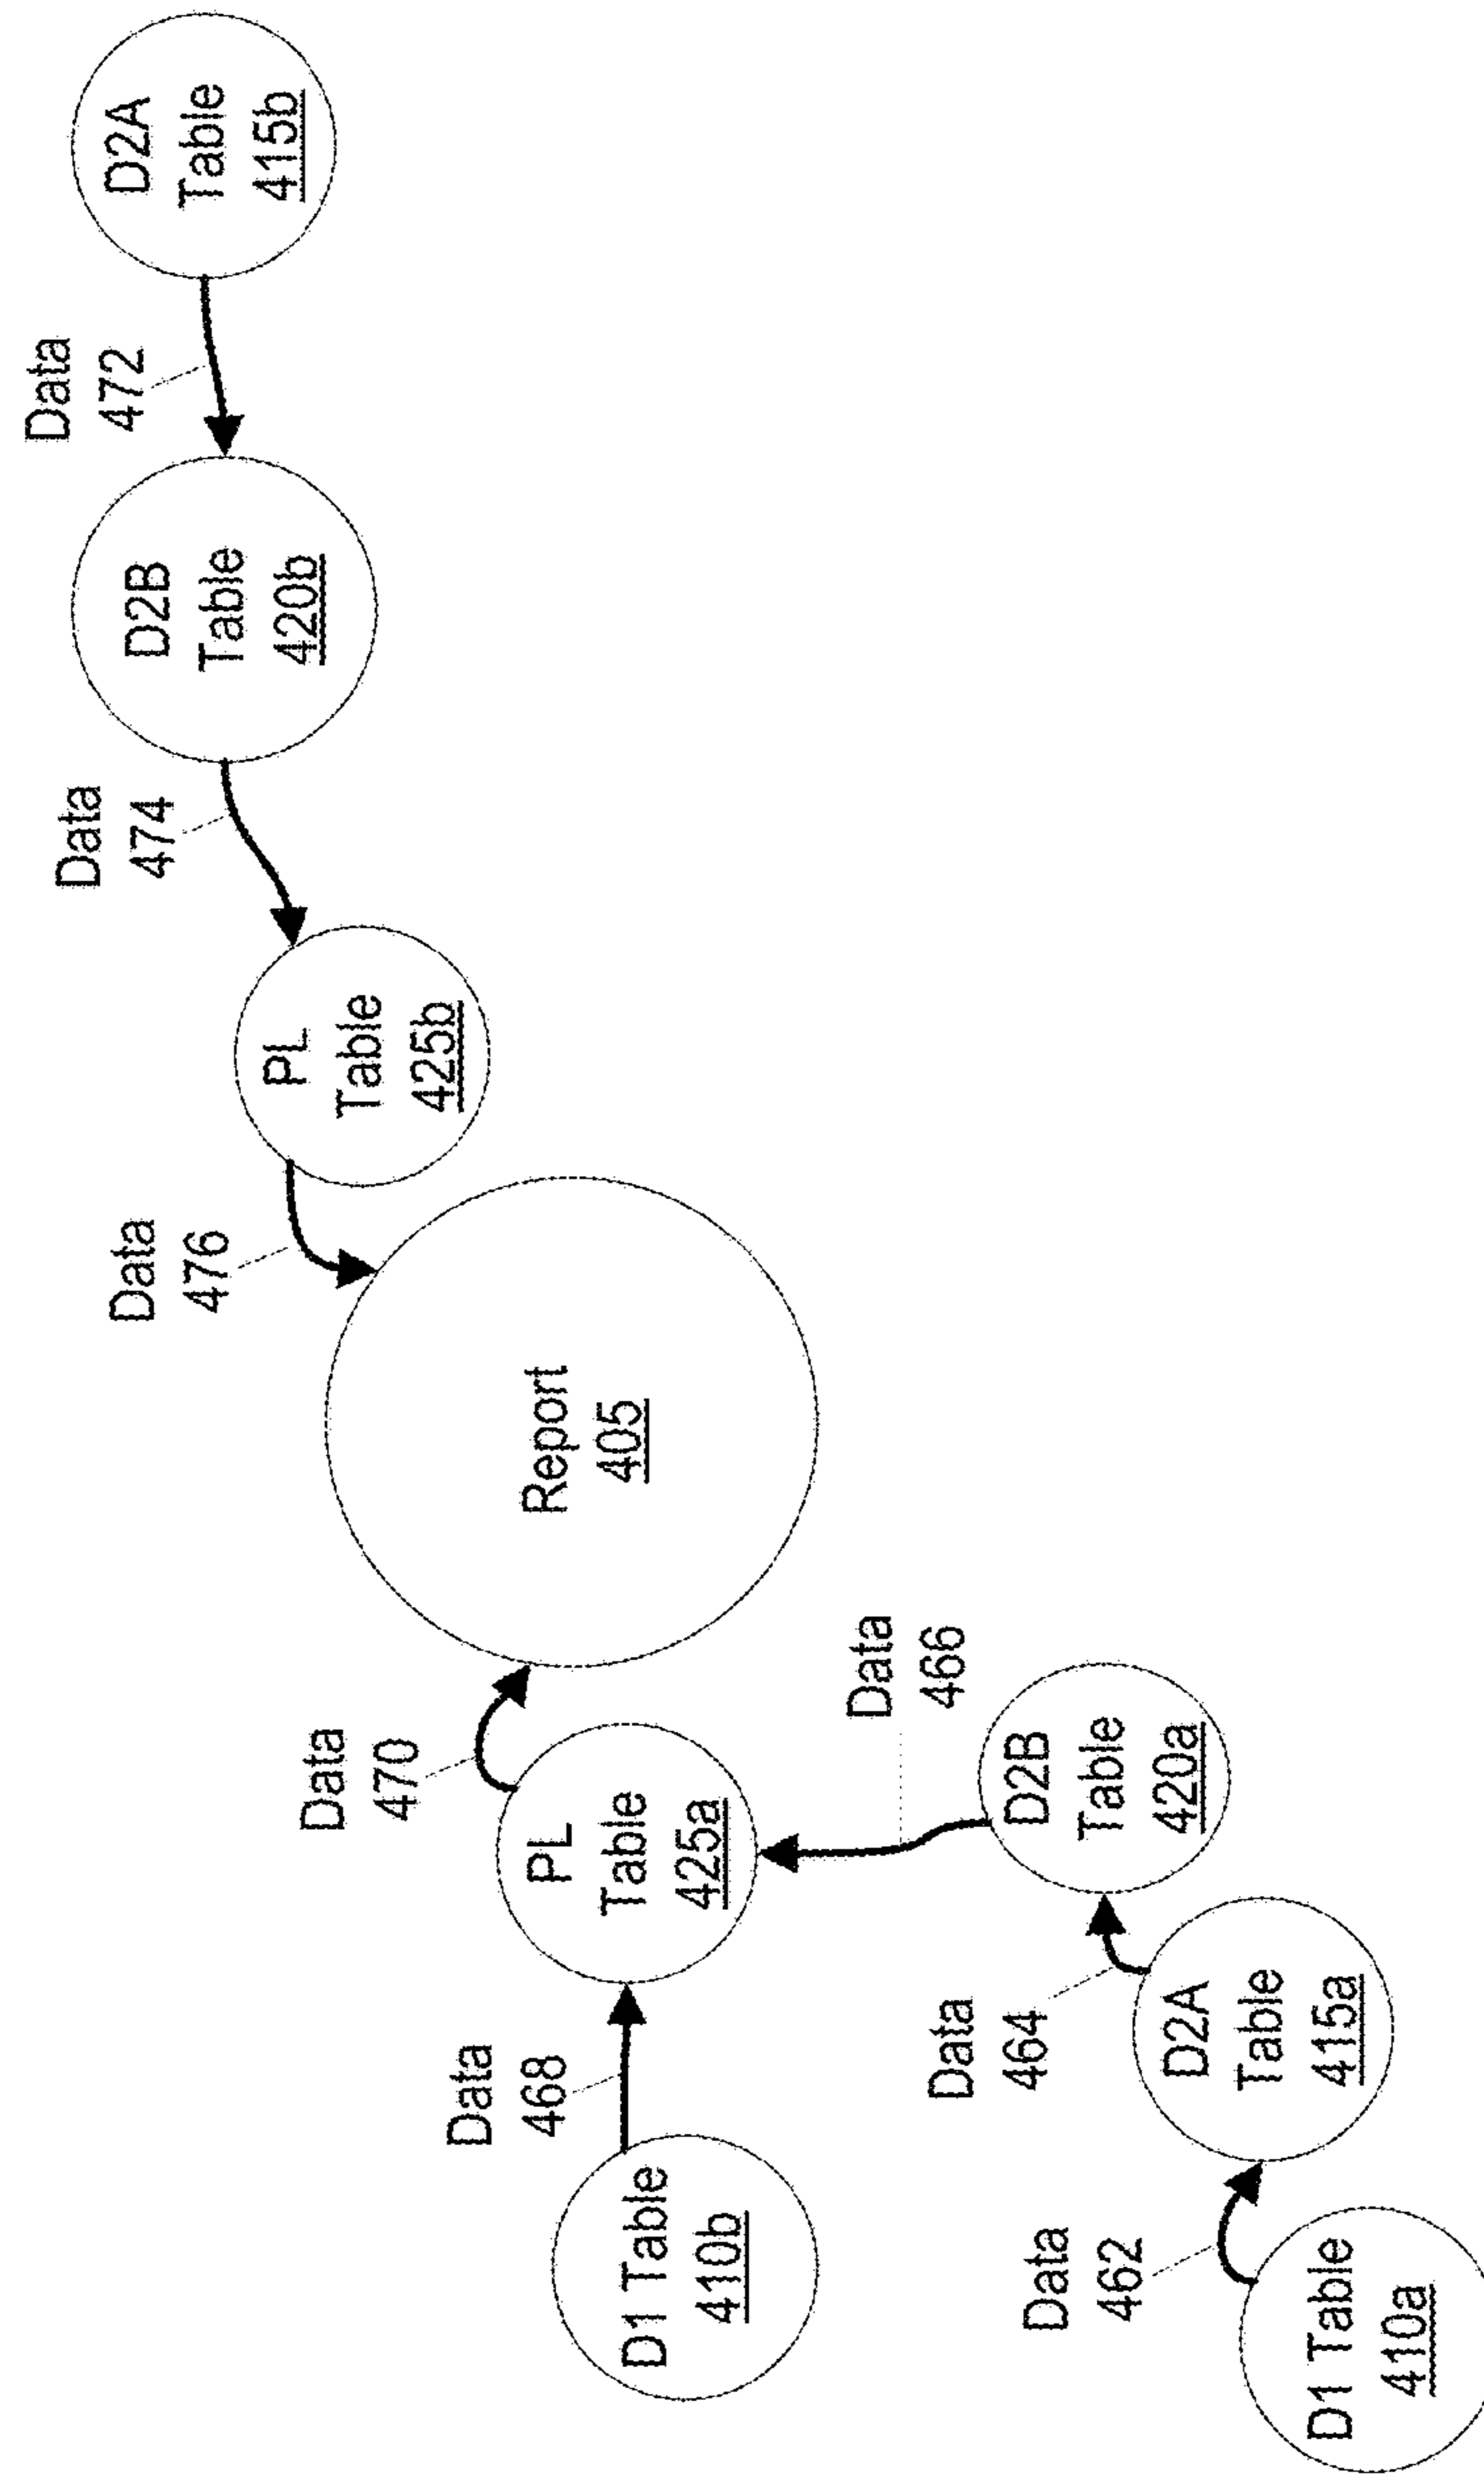 D1 Table
410a
Data
462
D2A
Table
415a
Data
464
D2B
Table
420a
Data
466
D1 Table
410b
Data
468
PL
Table
425a
Data
470
Report
405
Data
476
PL
Table
425b
Data
474
D2B
Table
420b
Data
472
D2A
Table
415b